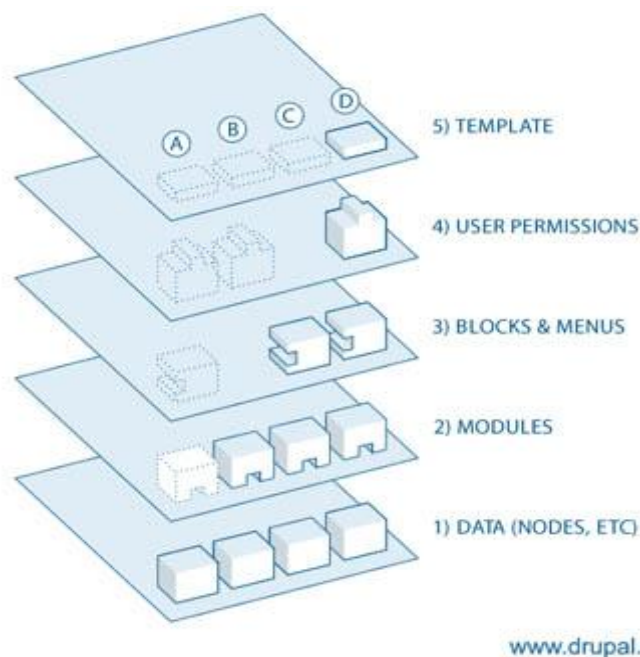 A
B
C
D
5) TEMPLATE
4) USER PERMISSIONS
3) BLOCKS & MENUS
2) MODULES
1) DATA (NODES, ETC)
www.drupal.